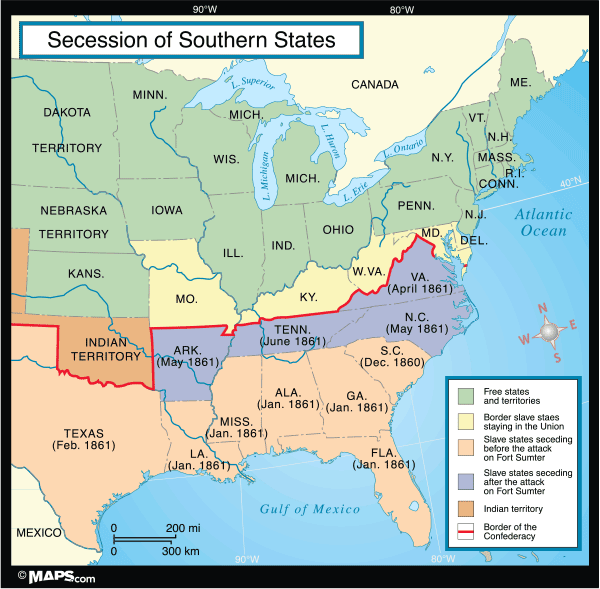 90°W
80°W
Secession of Southern States
CANADA
ME.
L. Superior
MINN.
DAKOTA
TERRITORY
MICH.
VT.
N.H.
L. Huron
L. Ontario
L. Michigan
WIS.
N.Y.
MASS.
R.I.
CONN.
MICH.
L. Erie
40°N
NEBRASKA
TERRITORY
IOWA
PENN.
N.J.
Atlantic
Ocean
OHIO
ILL.
IND.
MD.
DEL.
KANS.
W.VA.
VA.
(April 1861)
MO.
KY.
N
E
W
S
N.C.
(May 1861)
INDIAN
TERRITORY
TENN.
(June 1861)
ARK.
(May 1861)
S.C.
(Dec. 1860)
ALA.
(Jan. 1861)
GA.
(Jan. 1861)
MISS.
(Jan. 1861)
TEXAS
(Feb. 1861)
LA.
(Jan. 1861)
FLA.
(Jan. 1861)
Free states
and territories
Border slave staes
staying in the Union
Slave states seceding
before the attack
on Fort Sumter
Slave states seceding
after the attack
on Fort Sumter
Indian territory
Border of the
Confederacy
Gulf of Mexico
MEXICO
0 200 mi
0 300 km
90°W
80°W
© MAPS.com